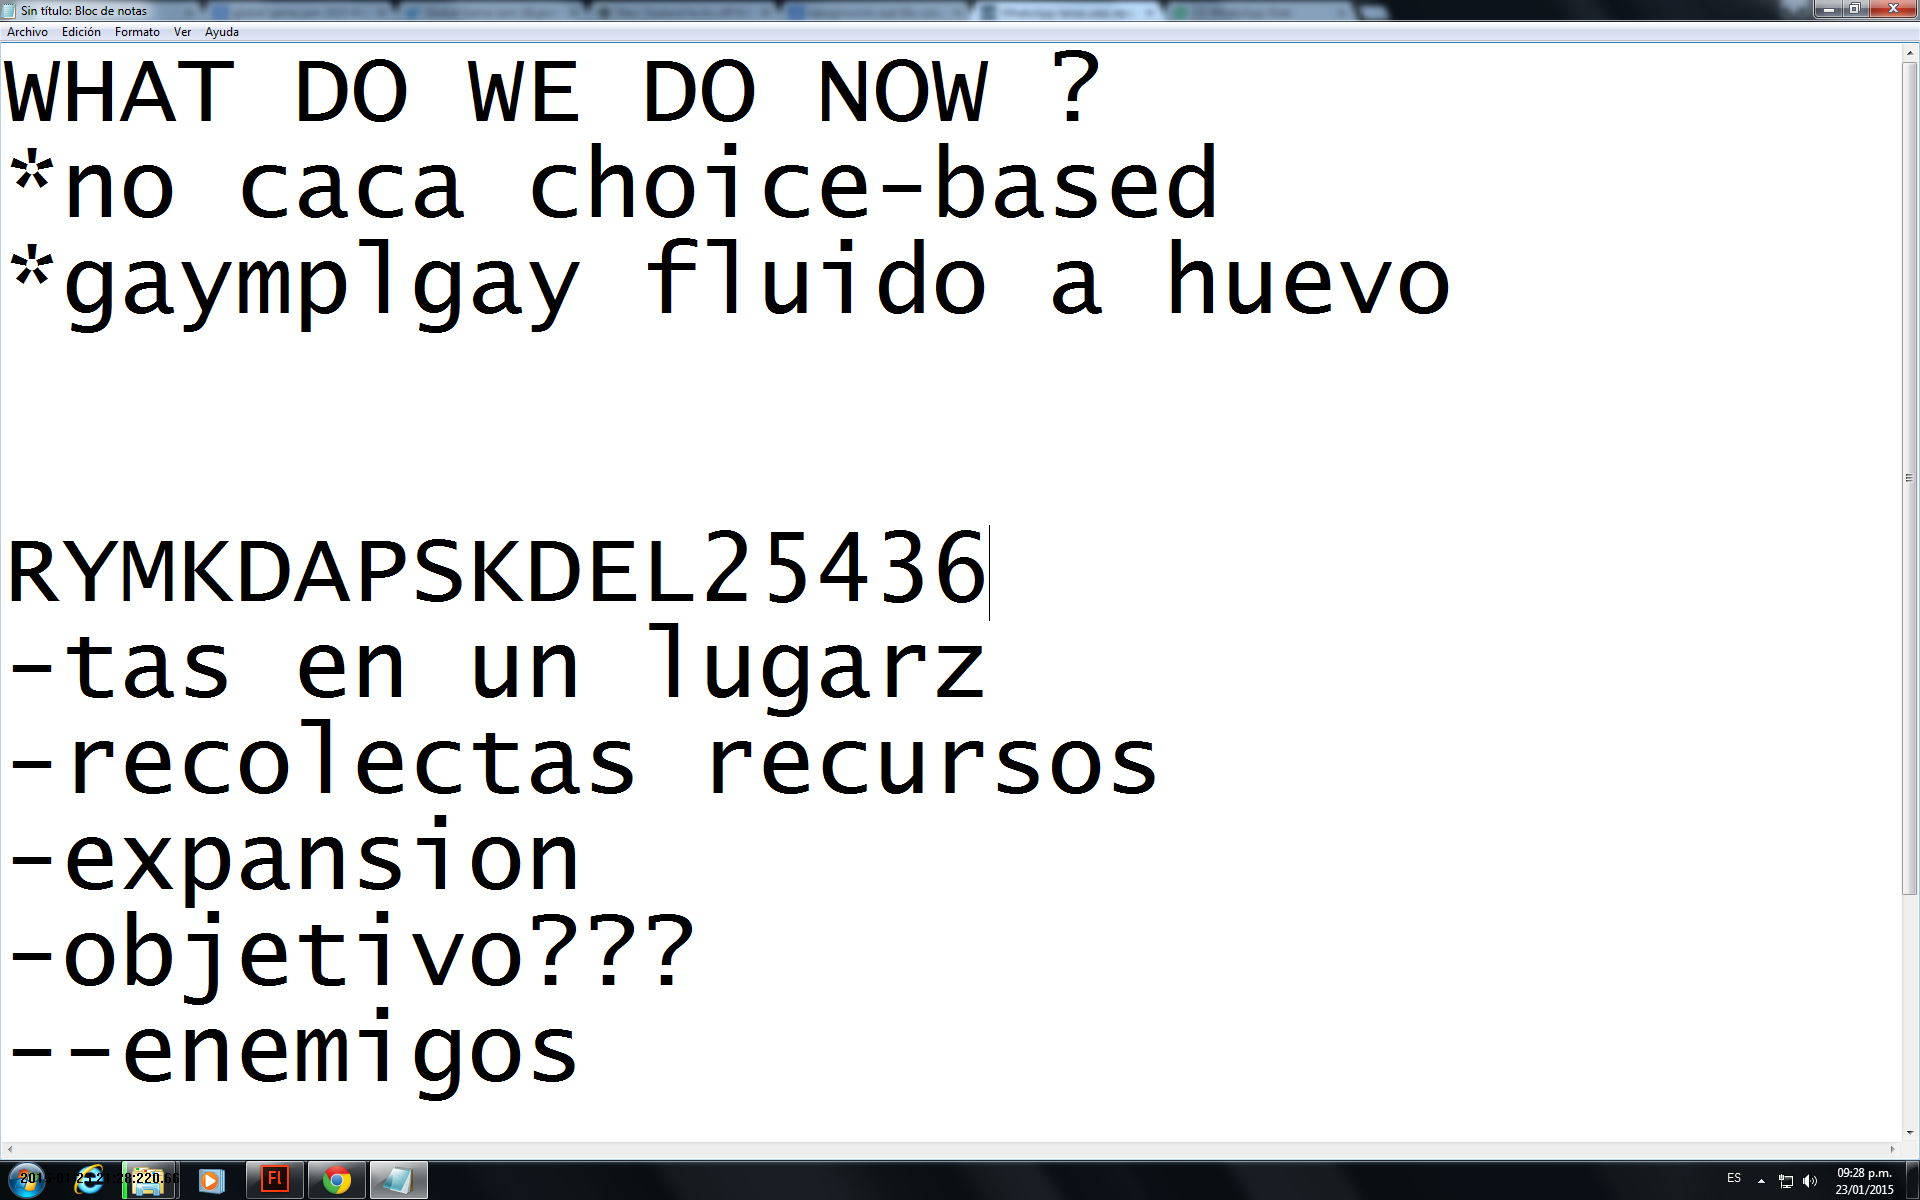 Sin título: Bloc de notas
Archivo Edición Formato Ver Ayuda
WHAT DO WE DO NOW ?
*no caca choice-based
*gaymplgay fluido a huevo
RYMKDAPSKDEL25436
-tas en un lugarz
-recolectas recursos
-expansion
-objetivo???
--enemigos
Fl
ES
09:28 p.m.
23/01/2015